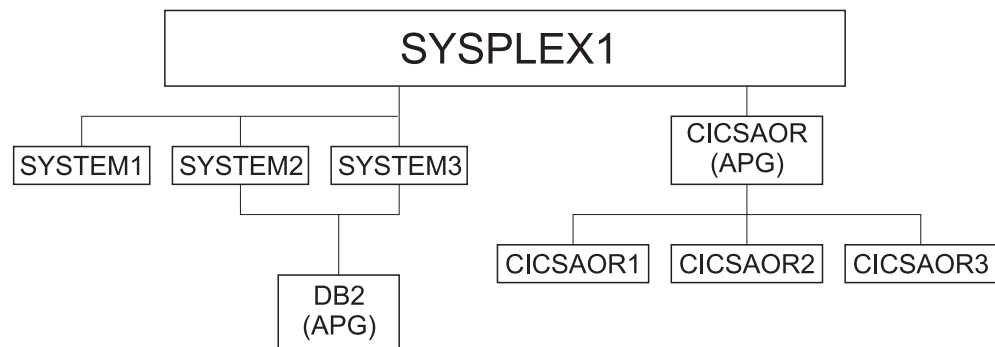 SYSPLEX1
SYSTEM1
SYSTEM2
SYSTEM3
CICSAOR
(APG)
CICSAOR1
CICSAOR2
CICSAOR3
DB2
(APG)